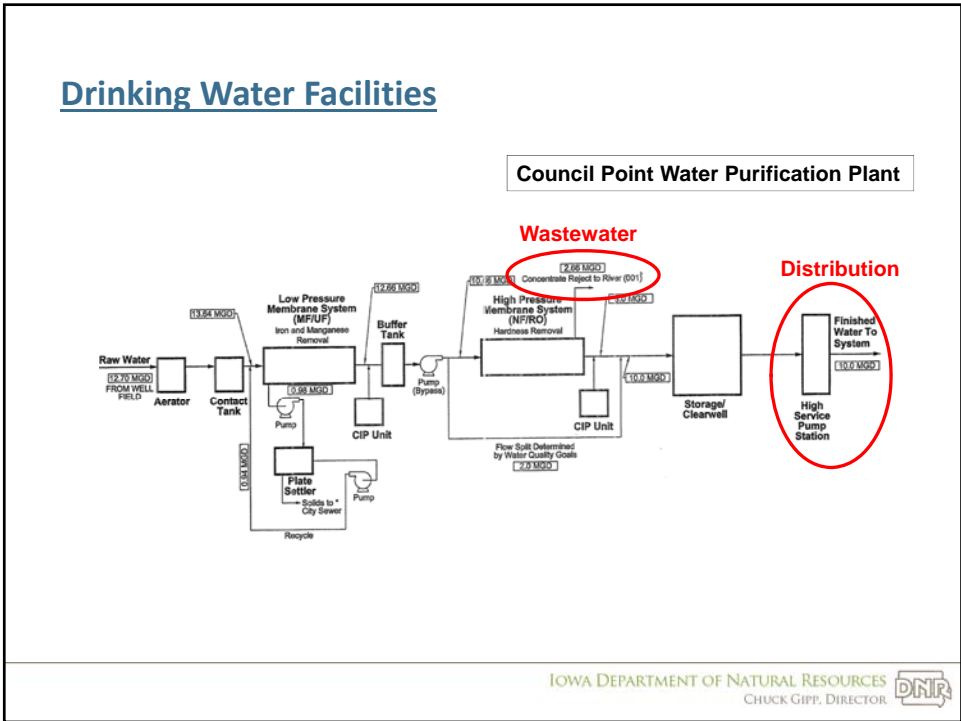 Drinking Water Facilities
Council Point Water Purification Plant
Wastewater
2.66 MGD
Concentrate Reject to River (001)
Distribution
13.64 MGD
Low Pressure
Membrane System
(MF/UF)
Iron and Manganese
Removal
12.66 MGD
Buffer
Tank
6 MGD
High Pressure
Membrane System
(NF/RO)
Hardness Removal
.0 MGD
Finished
Water To
System
10.0 MGD
Raw Water
12.70 MGD
FROM WELL
FIELD
Aerator
Contact
Tank
0.98 MGD
Pump
CIP Unit
Pump
(Bypass)
CIP Unit
10.0 MGD
Storage/
Clearwell
High
Service
Pump
Station
0.94 MGD
Plate
Settler
Solids to *
City Sewer
Pump
Recycle
Flow Split Determined
by Water Quality Goals
2.0 MGD
IOWA DEPARTMENT OF NATURAL RESOURCES
CHUCK GIPP, DIRECTOR
DNR